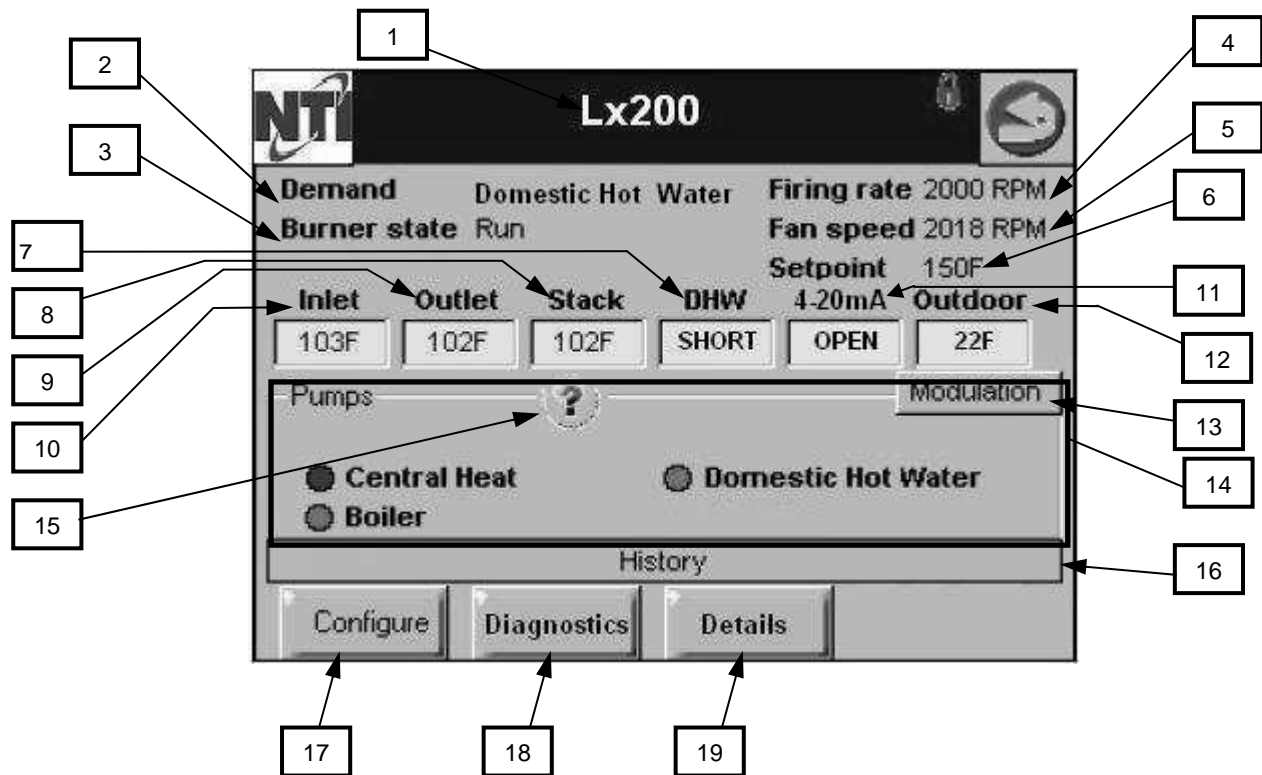 1
2
4
NTI
Lx200
3
5
Demand Domestic Hot Water Firing rate 2000 RPM
6
Burner state Run Fan speed 2018 RPM
7
Setpoint 150F
Inlet Outlet Stack DHW 4-20mA Outdoor
11
8
103F 102F 102F SHORT OPEN 22F
12
9
Pumps ? Modulation
13
10
Central Heat Domestic Hot Water
14
15
Boiler
History
16
Configure Diagnostics Details
17 18 19